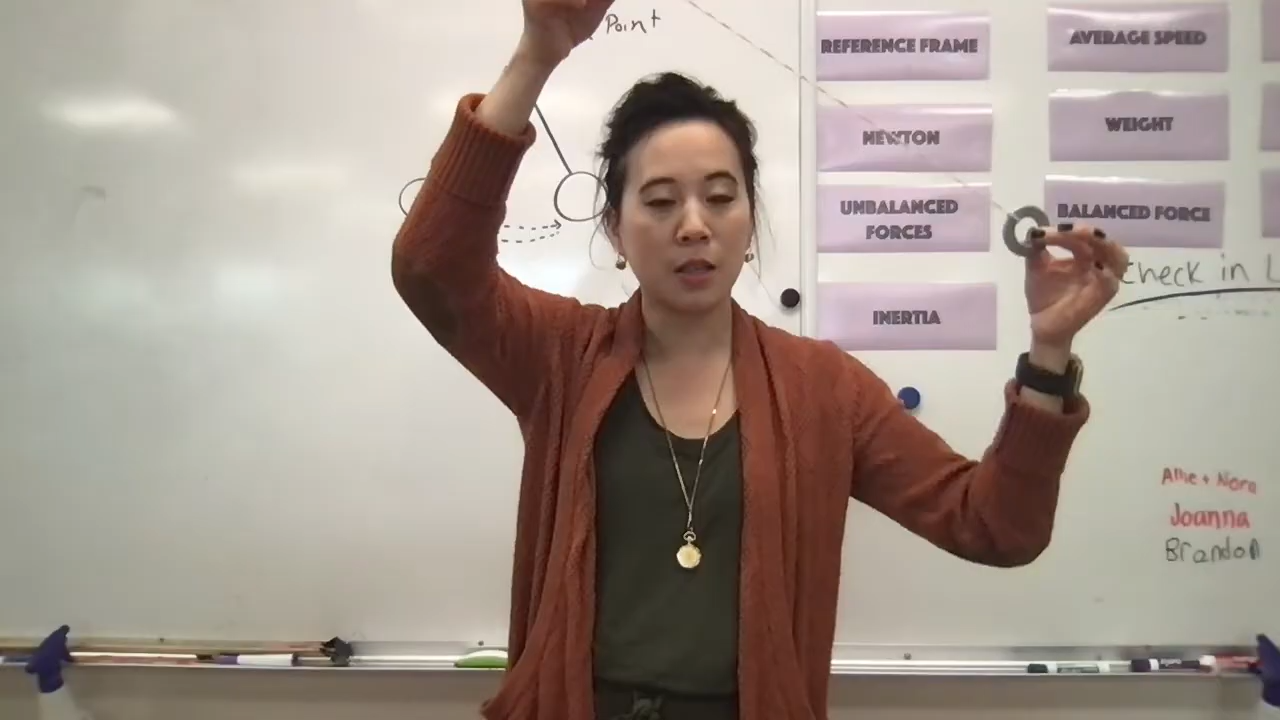 Point
REFERENCE FRAME
AVERAGE SPEED
NEWTON
WEIGHT
UNBALANCED
FORCES
BALANCED FORCE
INERTIA
Check in L
Allie + Nora
Joanna
Brandon